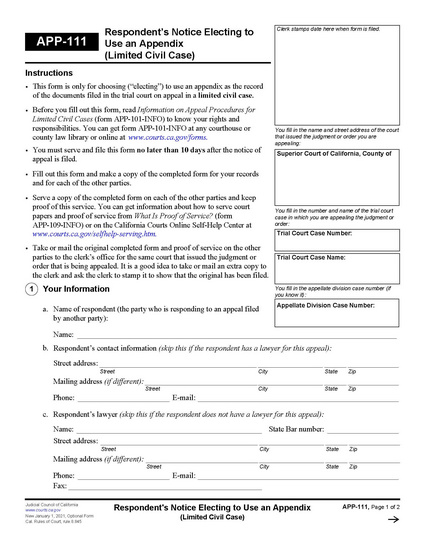 APP-111
Respondent's Notice Electing to
Use an Appendix
(Limited Civil Case)
Clerk stamps date here when form is filed.
Instructions
• This form is only for choosing ("electing") to use an appendix as the record
of the documents filed in the trial court on appeal in a limited civil case.
• Before you fill out this form, read Information on Appeal Procedures for
Limited Civil Cases (form APP-101-INFO) to know your rights and
responsibilities. You can get form APP-101-INFO at any courthouse or
county law library or online at www.courts.ca.gov/forms.
• You must serve and file this form no later than 10 days after the notice of
appeal is filed.
• Fill out this form and make a copy of the completed form for your records
and for each of the other parties.
• Serve a copy of the completed form on each of the other parties and keep
proof of this service. You can get information about how to serve court
papers and proof of service from What Is Proof of Service? (form
APP-109-INFO) or on the California Courts Online Self-Help Center at
www.courts.ca.gov/selfhelp-serving.htm.
• Take or mail the original completed form and proof of service on the other
parties to the clerk's office for the same court that issued the judgment or
order that is being appealed. It is a good idea to take or mail an extra copy to
the clerk and ask the clerk to stamp it to show that the original has been filed.
You fill in the name and street address of the court
that issued the judgment or order you are
appealing:
Superior Court of California, County of
You fill in the number and name of the trial court
case in which you are appealing the judgment or
order:
Trial Court Case Number:
Trial Court Case Name:
You fill in the appellate division case number (if
you know it):
Appellate Division Case Number:
1 Your Information
a. Name of respondent (the party who is responding to an appeal filed
by another party):
Name:
b. Respondent's contact information (skip this if the respondent has a lawyer for this appeal):
Street address:
Street City State Zip
Mailing address (if different):
Street City State Zip
Phone: E-mail:
c. Respondent's lawyer (skip this if the respondent does not have a lawyer for this appeal):
Name: State Bar number:
Street address:
Street City State Zip
Mailing address (if different):
Street City State Zip
Phone: E-mail:
Fax:
Judicial Council of California
www.courts.ca.gov
New January 1, 2021, Optional Form
Cal. Rules of Court, rule 8.845
Respondent's Notice Electing to Use an Appendix
(Limited Civil Case)
APP-111, Page 1 of 2